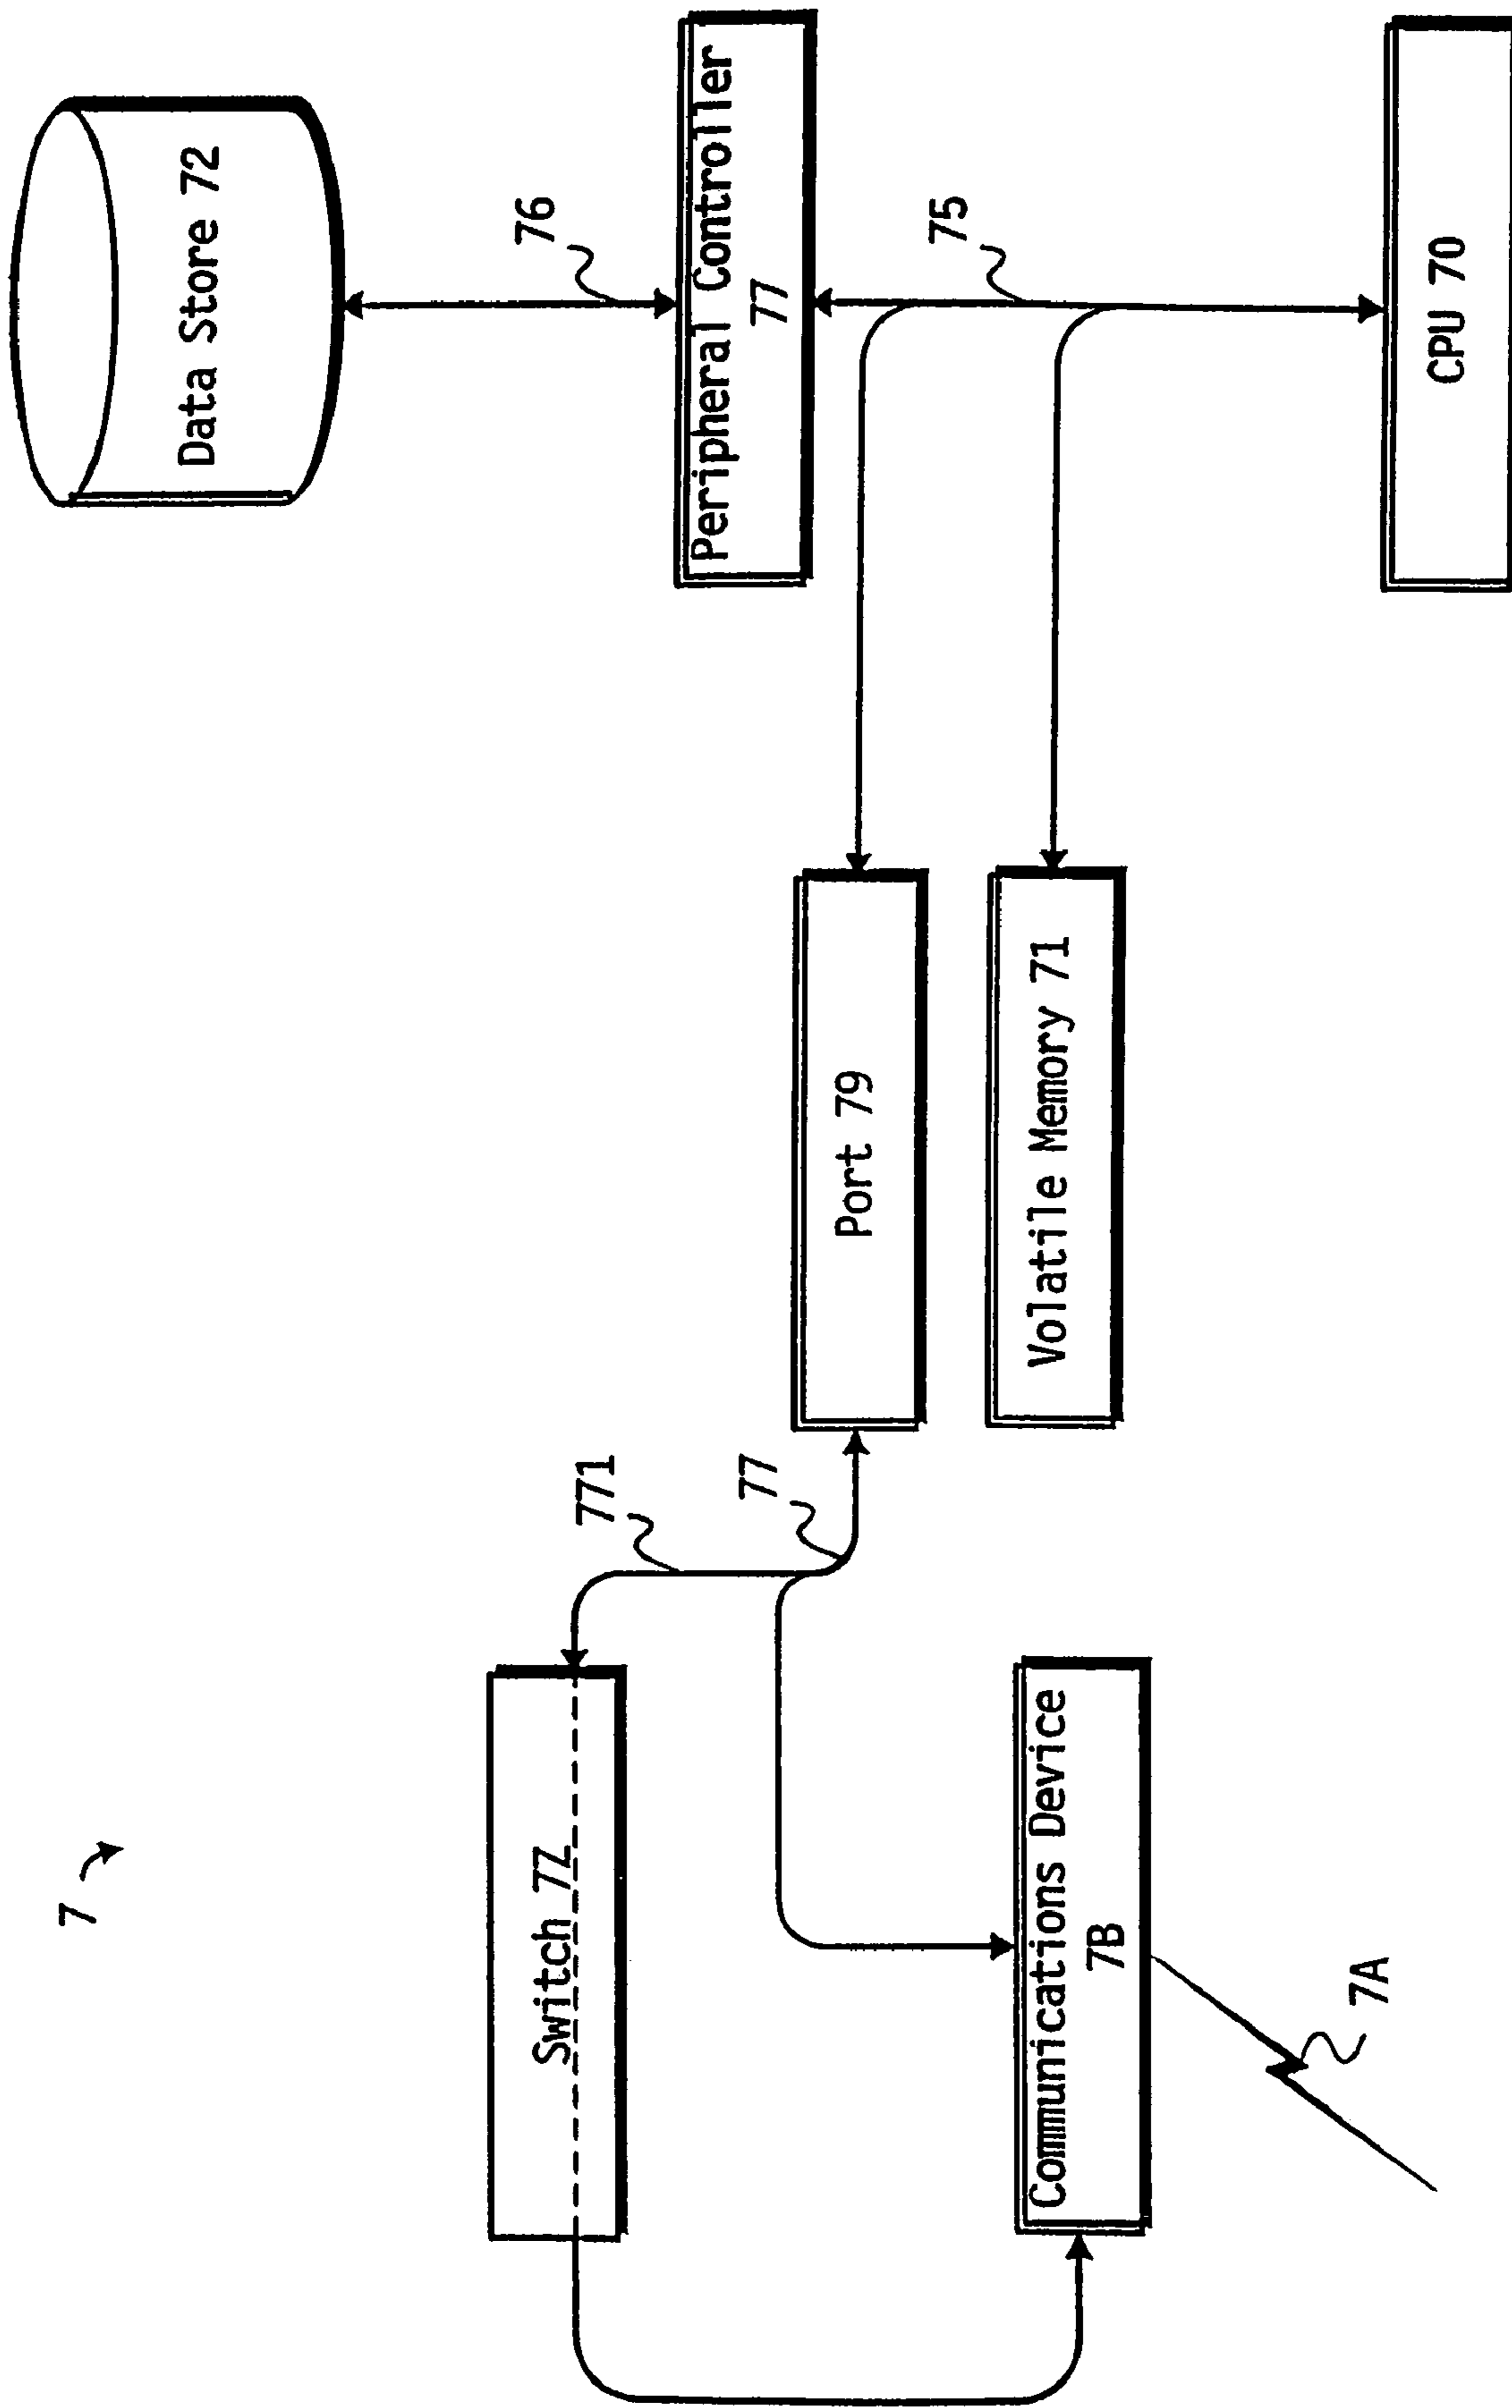 7
Data Store 72
76
Switch 7Z
771
Peripheral Controller
77
77
Port 79
75
Communications Device
7B
Volatile Memory 71
7A
CPU 70